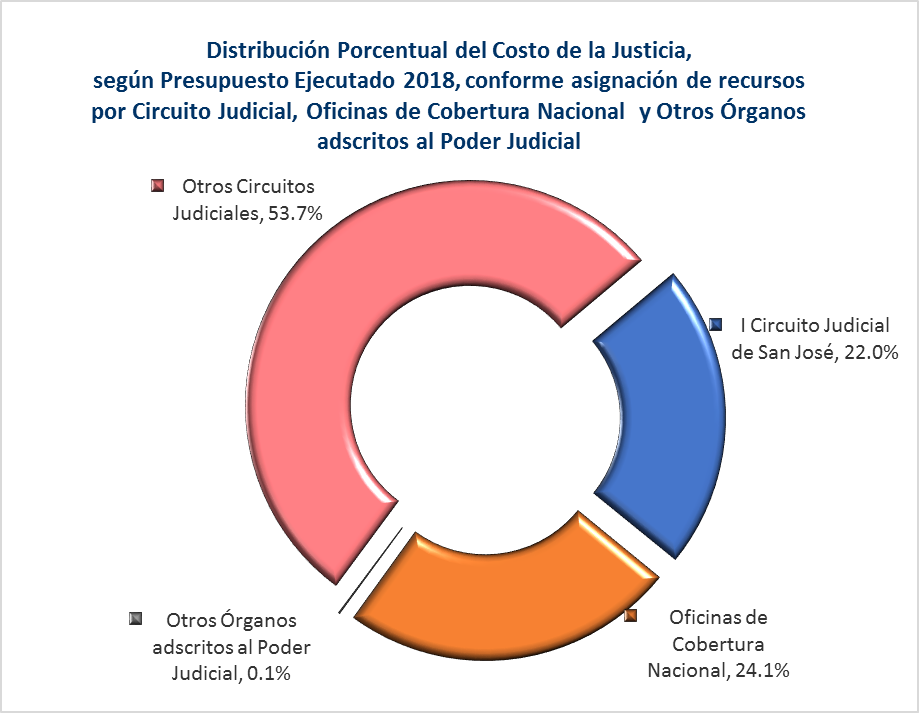 Distribución Porcentual del Costo de la Justicia,
según Presupuesto Ejecutado 2018, conforme asignación de recursos
por Circuito Judicial, Oficinas de Cobertura Nacional y Otros Órganos
adscritos al Poder Judicial
Otros Circuitos
Judiciales, 53.7%
I Circuito Judicial
de San José, 22.0%
Otros Órganos
adscritos al Poder
Judicial, 0.1%
Oficinas de
Cobertura
Nacional, 24.1%